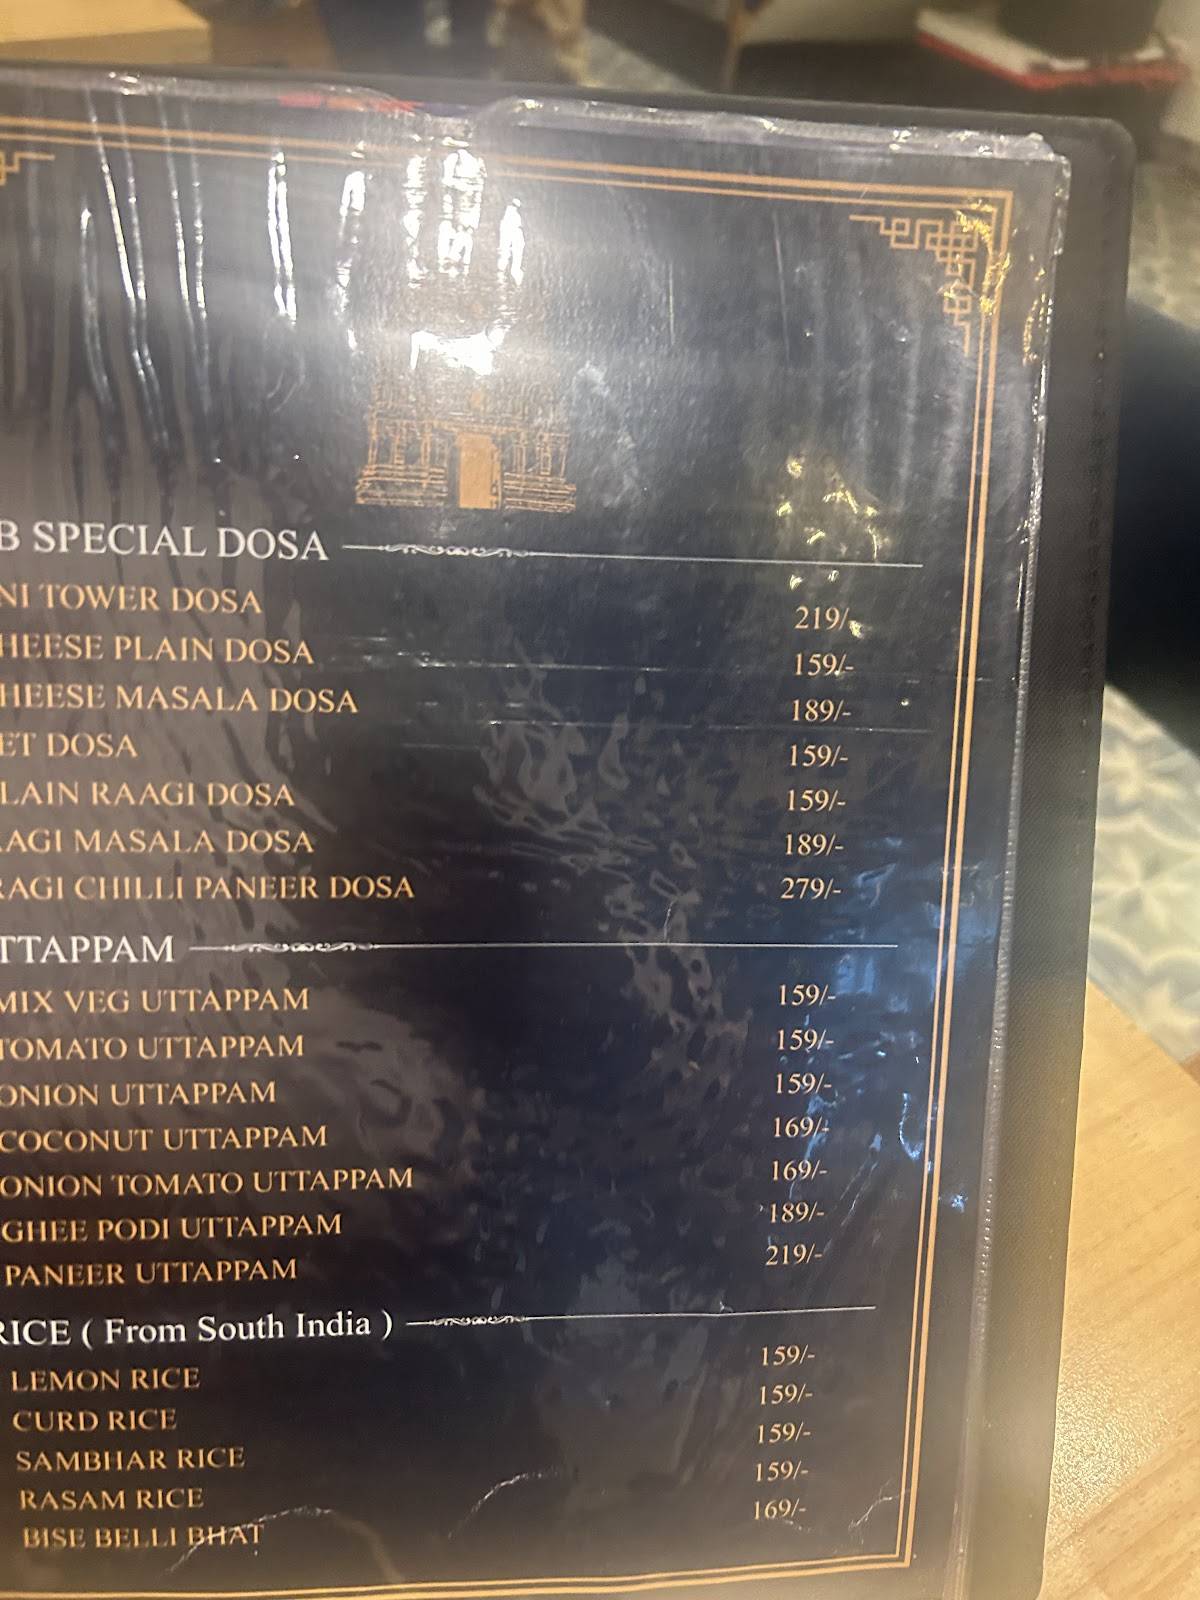 B SPECIAL DOSA
NI TOWER DOSA 219/-
HEESE PLAIN DOSA 159/-
HEESE MASALA DOSA 189/-
ET DOSA 159/-
LAIN RAAGI DOSA 159/-
AGI MASALA DOSA 189/-
RAGI CHILLI PANEER DOSA 279/-
TTAPPAM
MIX VEG UTTAPPAM 159/-
TOMATO UTTAPPAM 159/-
ONION UTTAPPAM 159/-
COCONUT UTTAPPAM 169/-
ONION TOMATO UTTAPPAM 169/-
GHEE PODI UTTAPPAM 189/-
PANEER UTTAPPAM 219/-
RICE ( From South India )
LEMON RICE 159/-
CURD RICE 159/-
SAMBHAR RICE 159/-
RASAM RICE 159/-
BISE BELLI BHAT 169/-